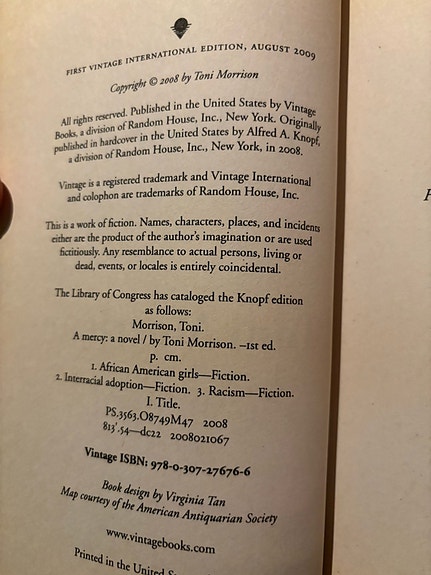 FIRST VINTAGE INTERNATIONAL EDITION, AUGUST 2009
Copyright © 2008 by Toni Morrison
All rights reserved. Published in the United States by Vintage
Books, a division of Random House, Inc., New York. Originally
published in hardcover in the United States by Alfred A. Knopf,
a division of Random House, Inc., New York, in 2008.
Vintage is a registered trademark and Vintage International
and colophon are trademarks of Random House, Inc.
This is a work of fiction. Names, characters, places, and incidents
either are the product of the author's imagination or are used
fictitiously. Any resemblance to actual persons, living or
dead, events, or locales is entirely coincidental.
The Library of Congress has cataloged the Knopf edition
as follows:
Morrison, Toni.
A mercy: a novel / by Toni Morrison. –1st ed.
p. cm.
1. African American girls—Fiction.
2. Interracial adoption—Fiction. 3. Racism—Fiction.
I. Title.
PS.3563.O8749M47 2008
813'.54—dc22 2008021067
Vintage ISBN: 978-0-307-27676-6
Book design by Virginia Tan
Map courtesy of the American Antiquarian Society
www.vintagebooks.com
Printed in the United